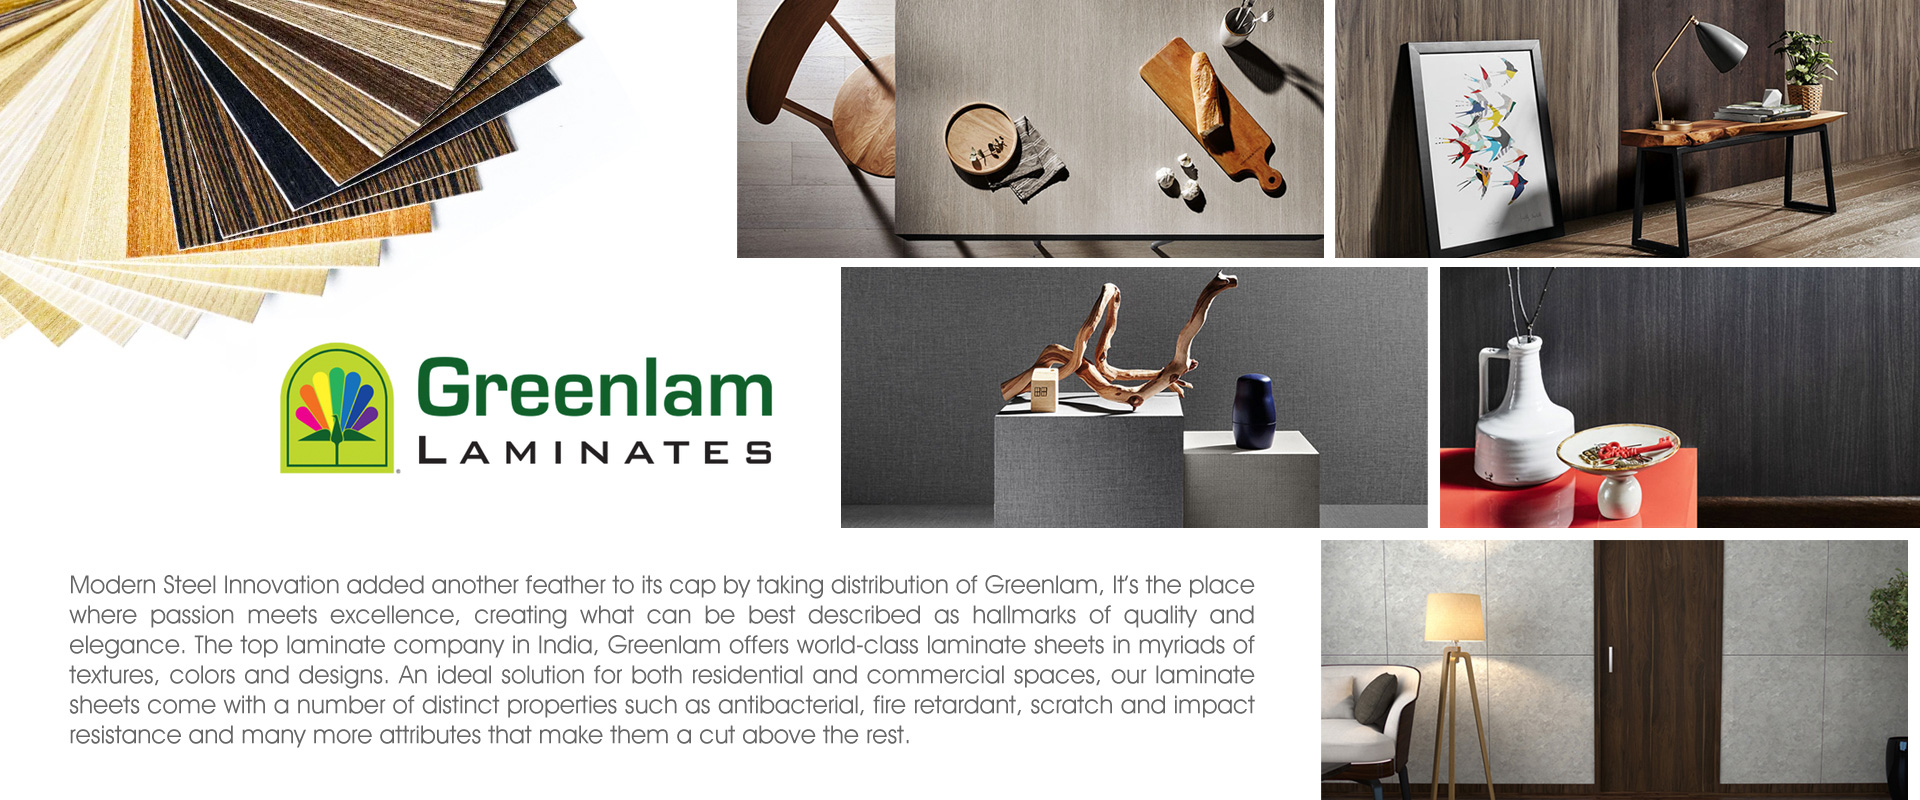 Greenlam
LAMINATES
Modern Steel Innovation added another feather to its cap by taking distribution of Greenlam, It's the place
where passion meets excellence, creating what can be best described as hallmarks of quality and
elegance. The top laminate company in India, Greenlam offers world-class laminate sheets in myriads of
textures, colors and designs. An ideal solution for both residential and commercial spaces, our laminate
sheets come with a number of distinct properties such as antibacterial, fire retardant, scratch and impact
resistance and many more attributes that make them a cut above the rest.